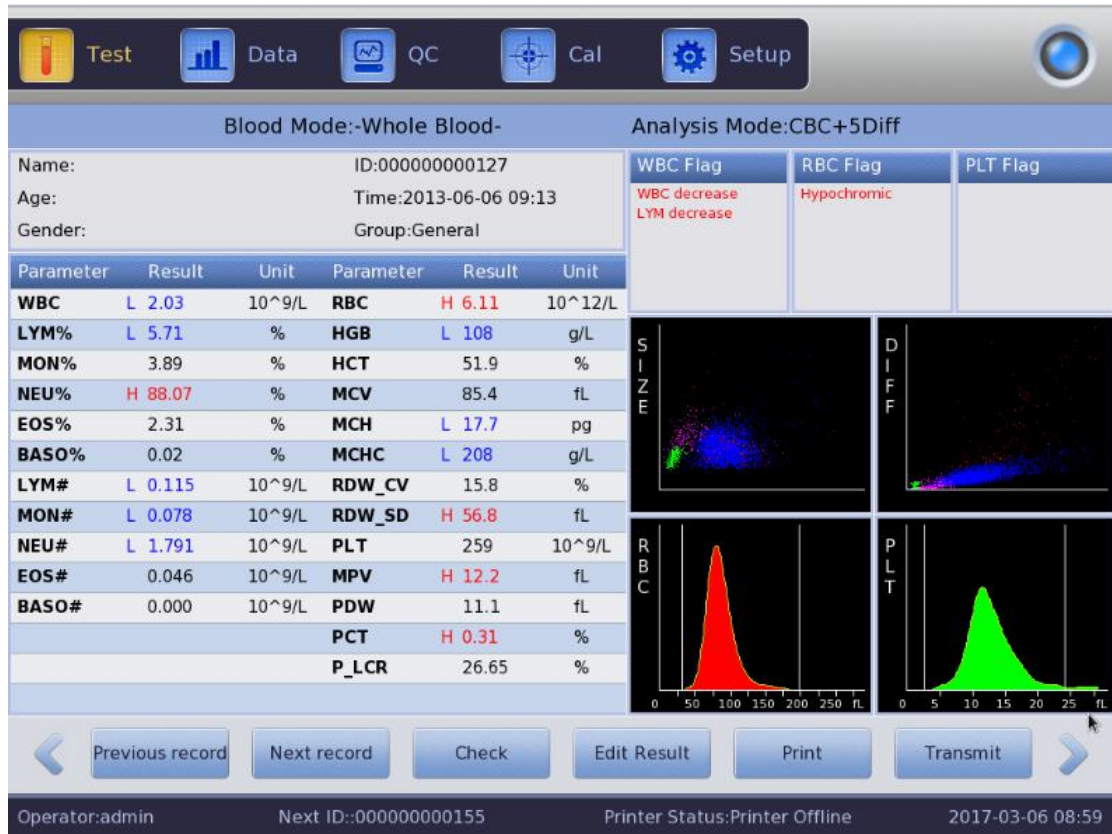 Test Data QC Cal Setup
Blood Mode:-Whole Blood- Analysis Mode:CBC+5Diff
Name: ID:000000000127
Age: Time:2013-06-06 09:13
Gender: Group:General
WBC Flag RBC Flag PLT Flag
WBC decrease Hypochromic
LYM decrease
Parameter Result Unit Parameter Result Unit
WBC L 2.03 10^9/L RBC H 6.11 10^12/L
LYM% L 5.71 % HGB L 108 g/L
MON% 3.89 % HCT 51.9 %
NEU% H 88.07 % MCV 85.4 fL
EOS% 2.31 % MCH L 17.7 pg
BASO% 0.02 % MCHC L 208 g/L
LYM# L 0.115 10^9/L RDW_CV 15.8 %
MON# L 0.078 10^9/L RDW_SD H 56.8 fL
NEU# L 1.791 10^9/L PLT 259 10^9/L
EOS# 0.046 10^9/L MPV H 12.2 fL
BASO# 0.000 10^9/L PDW 11.1 fL
PCT H 0.31 %
P_LCR 26.65 %
SIZE
DIFF
RBC
0 50 100 150 200 250 fL
PLT
0 5 10 15 20 25 fL
Previous record Next record Check Edit Result Print Transmit
Operator:admin Next ID::000000000155 Printer Status:Printer Offline 2017-03-06 08:59